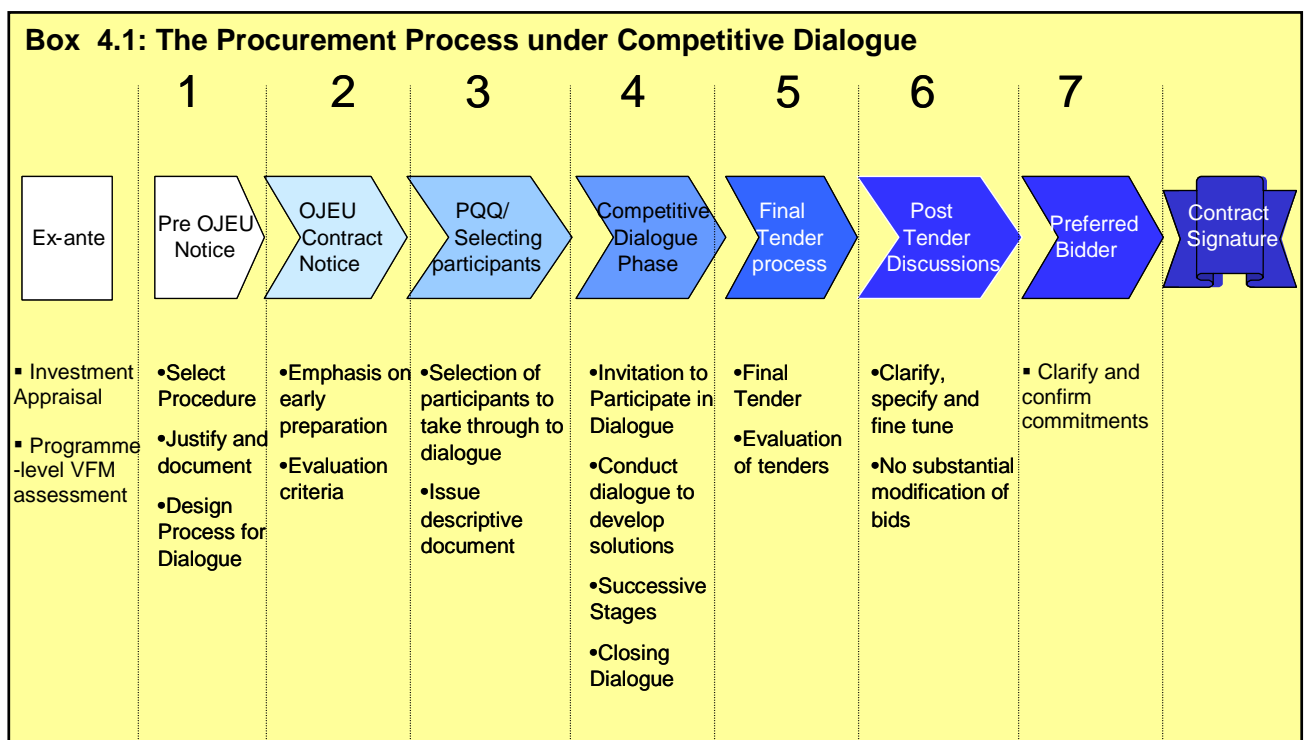 Box 4.1: The Procurement Process under Competitive Dialogue
1 2 3 4 5 6 7
Ex-ante
Pre OJEU
Notice
OJEU
Contract
Notice
PQQ/
Selecting
participants
Competitive
Dialogue
Phase
Final
Tender
process
Post
Tender
Discussions
Preferred
Bidder
Contract
Signature
▪ Investment
Appraisal
▪ Programme
-level VFM
assessment
•Select
Procedure
•Justify and
document
•Design
Process for
Dialogue
•Emphasis on
early
preparation
•Evaluation
criteria
•Selection of
participants to
take through to
dialogue
•Issue
descriptive
document
•Invitation to
Participate in
Dialogue
•Conduct
dialogue to
develop
solutions
•Successive
Stages
•Closing
Dialogue
•Final
Tender
•Evaluation
of tenders
•Clarify,
specify and
fine tune
•No substantial
modification of
bids
▪ Clarify and
confirm
commitments